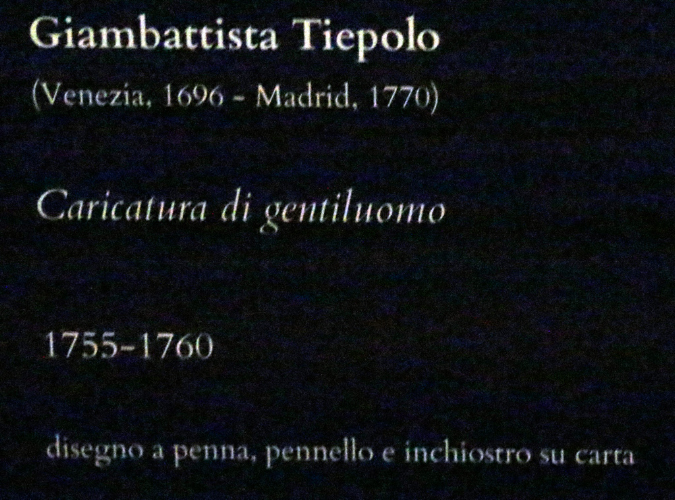 Giambattista Tiepolo
(Venezia, 1696 - Madrid, 1770)
Caricatura di gentiluomo
1755-1760
disegno a penna, pennello e inchiostro su carta